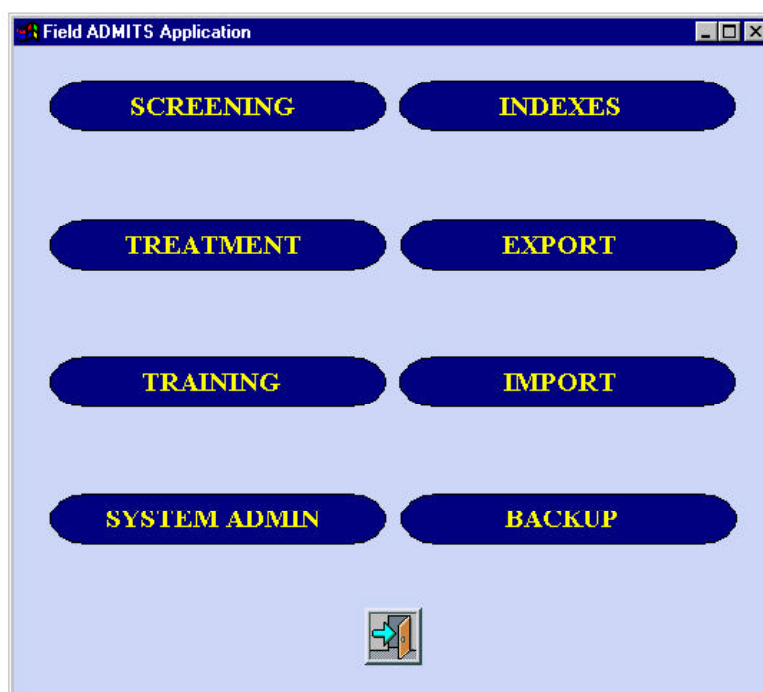 Field ADMITS Application
SCREENING INDEXES
TREATMENT EXPORT
TRAINING IMPORT
SYSTEM ADMIN BACKUP